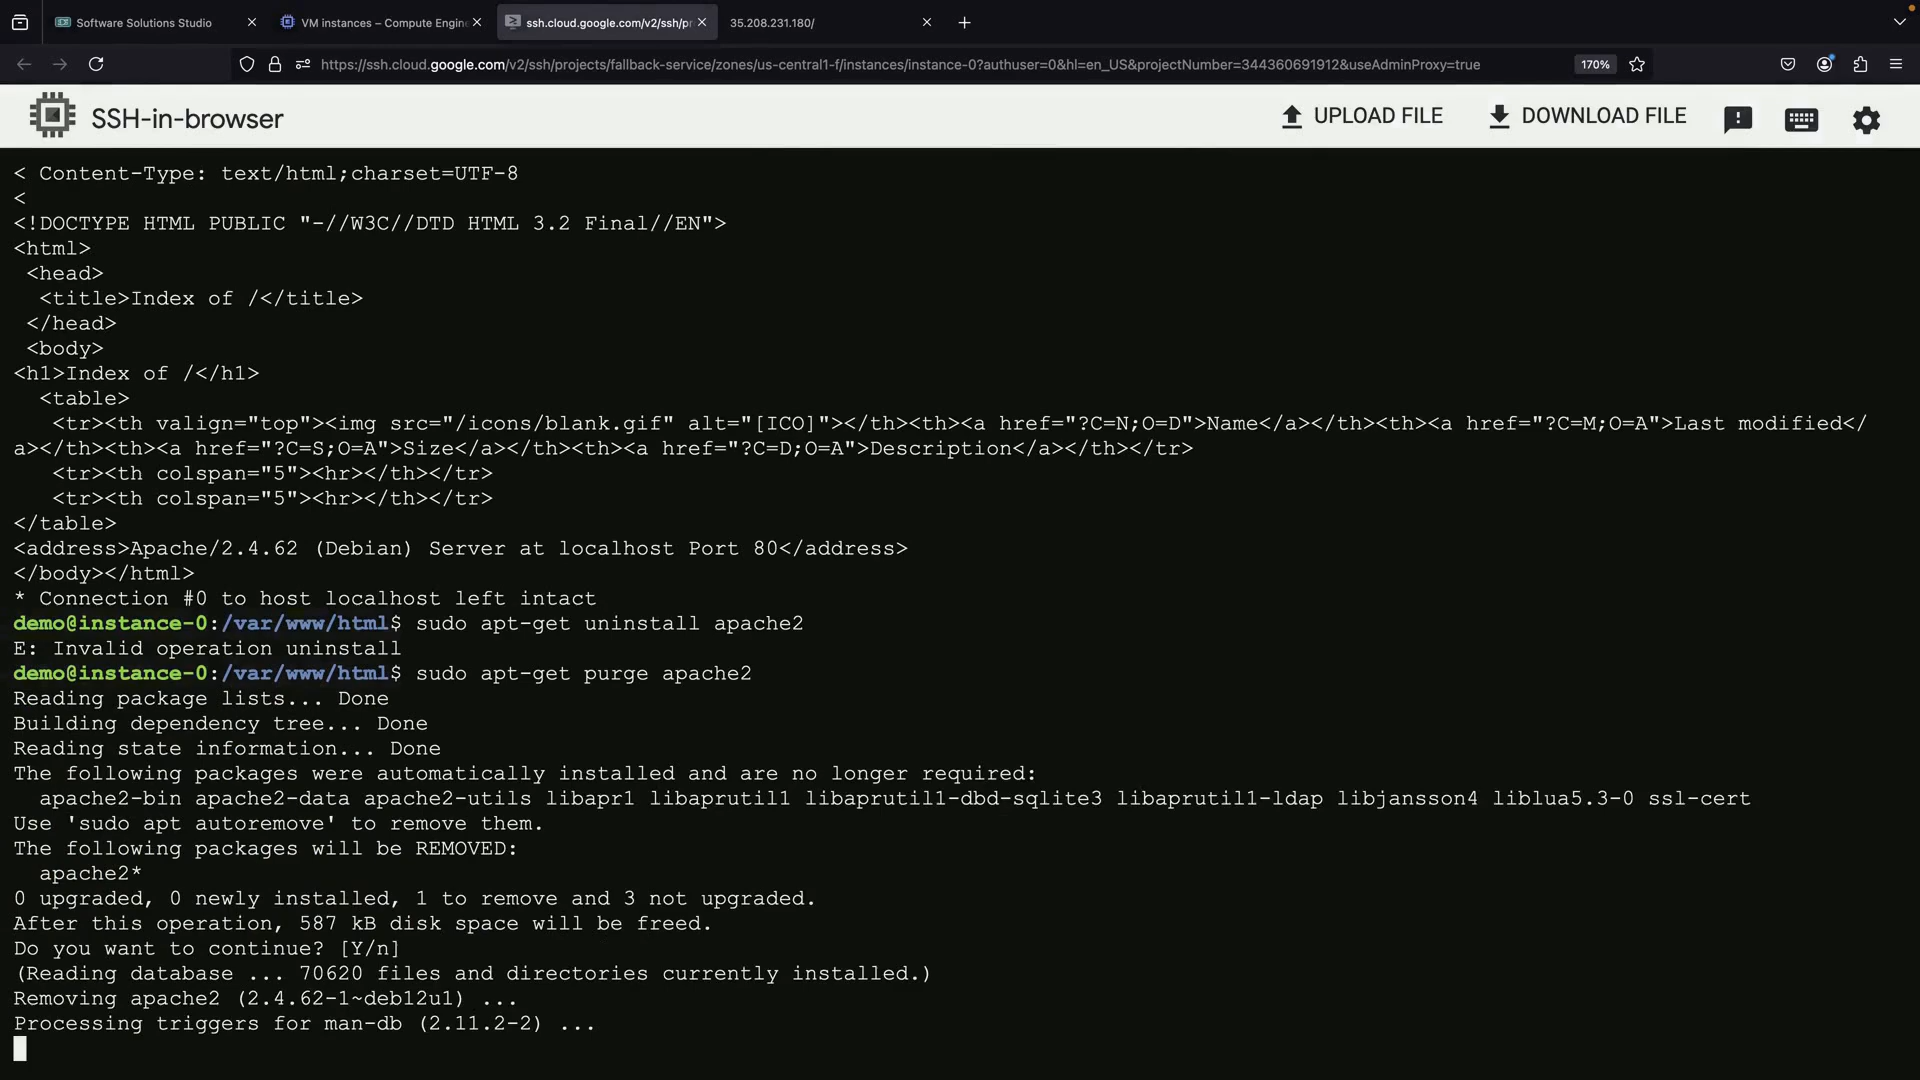 Software Solutions Studio
VM instances – Compute Engin
ssh.cloud.google.com/v2/ssh/pr
35.208.231.180/
https://ssh.cloud.google.com/v2/ssh/projects/fallback-service/zones/us-central1-f/instances/instance-0?authuser=0&hl=en_US&projectNumber=344360691912&useAdminProxy=true
170%
SSH-in-browser
UPLOAD FILE
DOWNLOAD FILE
< Content-Type: text/html;charset=UTF-8
<
<!DOCTYPE HTML PUBLIC "-//W3C//DTD HTML 3.2 Final//EN">
<html>
 <head>
  <title>Index of /</title>
 </head>
 <body>
<h1>Index of /</h1>
  <table>
   <tr><th valign="top"><img src="/icons/blank.gif" alt="[ICO]"></th><th><a href="?C=N;O=D">Name</a></th><th><a href="?C=M;O=A">Last modified</
a></th><th><a href="?C=S;O=A">Size</a></th><th><a href="?C=D;O=A">Description</a></th></tr>
   <tr><th colspan="5"><hr></th></tr>
   <tr><th colspan="5"><hr></th></tr>
</table>
<address>Apache/2.4.62 (Debian) Server at localhost Port 80</address>
</body></html>
* Connection #0 to host localhost left intact
demo@instance-0:/var/www/html$ sudo apt-get uninstall apache2
E: Invalid operation uninstall
demo@instance-0:/var/www/html$ sudo apt-get purge apache2
Reading package lists... Done
Building dependency tree... Done
Reading state information... Done
The following packages were automatically installed and are no longer required:
  apache2-bin apache2-data apache2-utils libapr1 libaprutil1 libaprutil1-dbd-sqlite3 libaprutil1-ldap libjansson4 liblua5.3-0 ssl-cert
Use 'sudo apt autoremove' to remove them.
The following packages will be REMOVED:
  apache2*
0 upgraded, 0 newly installed, 1 to remove and 3 not upgraded.
After this operation, 587 kB disk space will be freed.
Do you want to continue? [Y/n]
(Reading database ... 70620 files and directories currently installed.)
Removing apache2 (2.4.62-1~deb12u1) ...
Processing triggers for man-db (2.11.2-2) ...